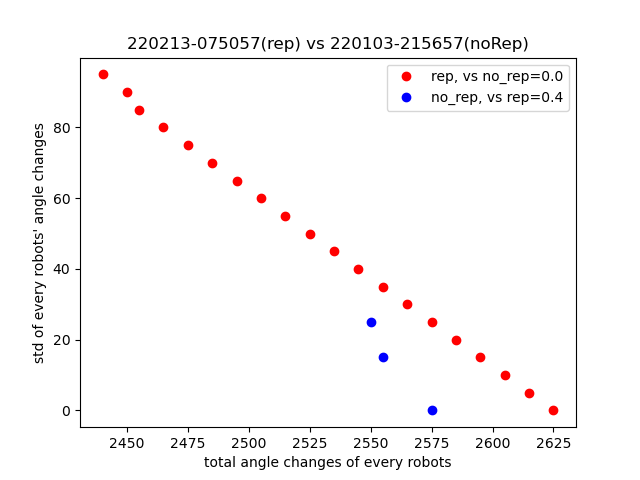 220213-075057(rep) vs 220103-215657(noRep)
rep, vs no_rep=0.0
no_rep, vs rep=0.4
std of every robots' angle changes
80
60
40
20
0
2450 2475 2500 2525 2550 2575 2600 2625
total angle changes of every robots